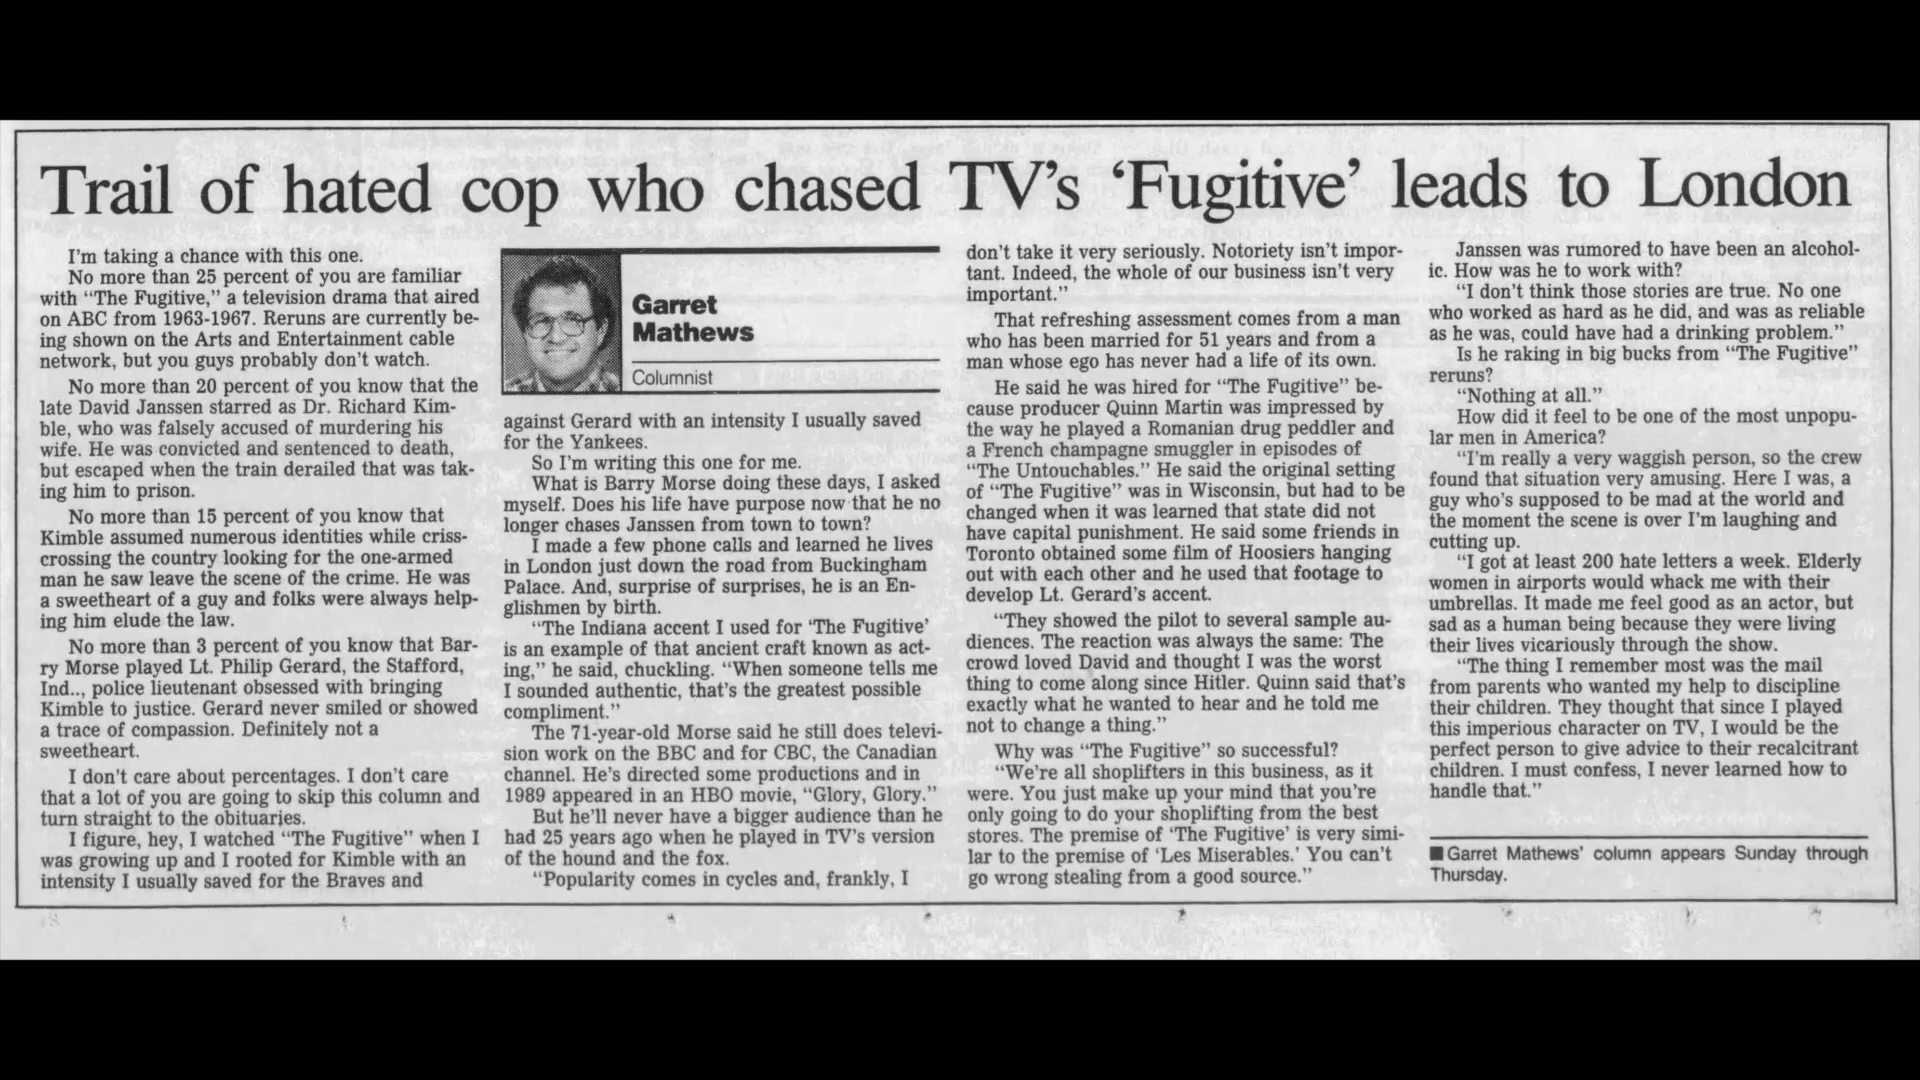 Trail of hated cop who chased TV's 'Fugitive' leads to London
I'm taking a chance with this one.
No more than 25 percent of you are familiar
with "The Fugitive," a television drama that aired
on ABC from 1963-1967. Reruns are currently be-
ing shown on the Arts and Entertainment cable
network, but you guys probably don't watch.
No more than 20 percent of you know that the
late David Janssen starred as Dr. Richard Kim-
ble, who was falsely accused of murdering his
wife. He was convicted and sentenced to death,
but escaped when the train derailed that was tak-
ing him to prison.
No more than 15 percent of you know that
Kimble assumed numerous identities while criss-
crossing the country looking for the one-armed
man he saw leave the scene of the crime. He was
a sweetheart of a guy and folks were always help-
ing him elude the law.
No more than 3 percent of you know that Bar-
ry Morse played Lt. Philip Gerard, the Stafford,
Ind.., police lieutenant obsessed with bringing
Kimble to justice. Gerard never smiled or showed
a trace of compassion. Definitely not a
sweetheart.
I don't care about percentages. I don't care
that a lot of you are going to skip this column and
turn straight to the obituaries.
I figure, hey, I watched "The Fugitive" when I
was growing up and I rooted for Kimble with an
intensity I usually saved for the Braves and
Garret
Mathews
Columnist
against Gerard with an intensity I usually saved
for the Yankees.
So I'm writing this one for me.
What is Barry Morse doing these days, I asked
myself. Does his life have purpose now that he no
longer chases Janssen from town to town?
I made a few phone calls and learned he lives
in London just down the road from Buckingham
Palace. And, surprise of surprises, he is an En-
glishmen by birth.
"The Indiana accent I used for 'The Fugitive'
is an example of that ancient craft known as act-
ing," he said, chuckling. "When someone tells me
I sounded authentic, that's the greatest possible
compliment."
The 71-year-old Morse said he still does televi-
sion work on the BBC and for CBC, the Canadian
channel. He's directed some productions and in
1989 appeared in an HBO movie, "Glory, Glory."
But he'll never have a bigger audience than he
had 25 years ago when he played in TV's version
of the hound and the fox.
"Popularity comes in cycles and, frankly, I
don't take it very seriously. Notoriety isn't impor-
tant. Indeed, the whole of our business isn't very
important."
That refreshing assessment comes from a man
who has been married for 51 years and from a
man whose ego has never had a life of its own.
He said he was hired for "The Fugitive" be-
cause producer Quinn Martin was impressed by
the way he played a Romanian drug peddler and
a French champagne smuggler in episodes of
"The Untouchables." He said the original setting
of "The Fugitive" was in Wisconsin, but had to be
changed when it was learned that state did not
have capital punishment. He said some friends in
Toronto obtained some film of Hoosiers hanging
out with each other and he used that footage to
develop Lt. Gerard's accent.
"They showed the pilot to several sample au-
diences. The reaction was always the same: The
crowd loved David and thought I was the worst
thing to come along since Hitler. Quinn said that's
exactly what he wanted to hear and he told me
not to change a thing."
Why was "The Fugitive" so successful?
"We're all shoplifters in this business, as it
were. You just make up your mind that you're
only going to do your shoplifting from the best
stores. The premise of 'The Fugitive' is very simi-
lar to the premise of 'Les Miserables.' You can't
go wrong stealing from a good source."
Janssen was rumored to have been an alcohol-
ic. How was he to work with?
"I don't think those stories are true. No one
who worked as hard as he did, and was as reliable
as he was, could have had a drinking problem."
Is he raking in big bucks from "The Fugitive"
reruns?
"Nothing at all."
How did it feel to be one of the most unpopu-
lar men in America?
"I'm really a very waggish person, so the crew
found that situation very amusing. Here I was, a
guy who's supposed to be mad at the world and
the moment the scene is over I'm laughing and
cutting up.
"I got at least 200 hate letters a week. Elderly
women in airports would whack me with their
umbrellas. It made me feel good as an actor, but
sad as a human being because they were living
their lives vicariously through the show.
"The thing I remember most was the mail
from parents who wanted my help to discipline
their children. They thought that since I played
this imperious character on TV, I would be the
perfect person to give advice to their recalcitrant
children. I must confess, I never learned how to
handle that."
■ Garret Mathews' column appears Sunday through
Thursday.